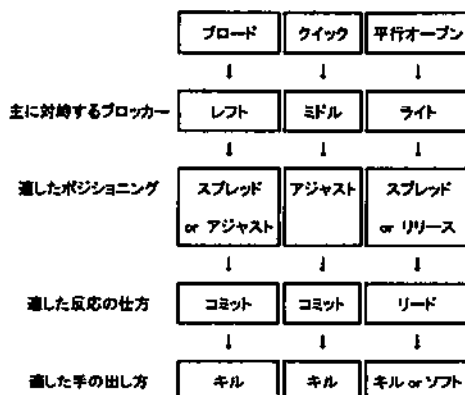 ブロード クイック 平行オープン
↓ ↓ ↓
主に対峙するブロッカー レフト ミドル ライト
↓ ↓ ↓
適したポジショニング スプレッド アジャスト スプレッド
or アジャスト or リリース
↓ ↓ ↓
適した反応の仕方 コミット コミット リード
↓ ↓ ↓
適した手の出し方 キル キル キル or ソフト